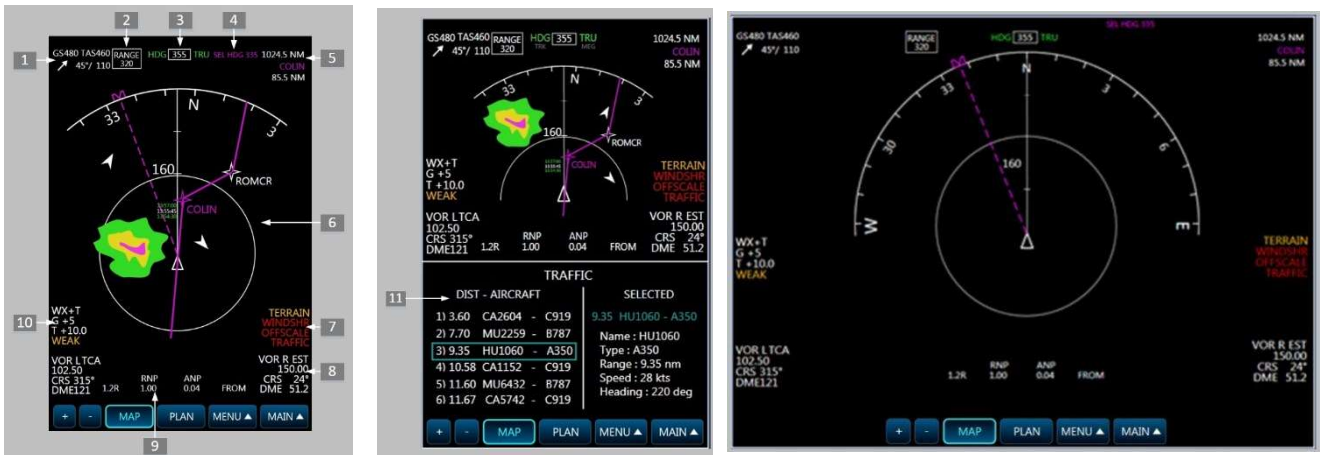 2
3
4
GS480 TAS460
RANGE
320
HDG 355 TRU
SEL HDG 335
1024.5 NM
1
45°/ 110
COLIN
5
85.5 NM
N
33
3
160
ROMCR
COLIN
6
WX+T
10
G +5
T +10.0
WEAK
TERRAIN
WINDSHR
7
OFFSCALE
TRAFFIC
VOR L TCA
102.50
CRS 315°
DME121
1.2R
RNP
1.00
ANP
0.04
FROM
VOR R EST
150.00
8
CRS 24°
DME 51.2
+
-
MAP
PLAN
MENU ▲
MAIN ▲
9
GS480 TAS460
RANGE
320
HDG 355 TRU
TRK
MEG
1024.5 NM
45°/ 110
COLIN
85.5 NM
N
33
3
160
ROMCR
COLIN
WX+T
G +5
T +10.0
WEAK
TERRAIN
WINDSHR
OFFSCALE
TRAFFIC
VOR L TCA
102.50
CRS 315°
DME121
1.2R
RNP
1.00
ANP
0.04
FROM
VOR R EST
150.00
CRS 24°
DME 51.2
TRAFFIC
11
DIST - AIRCRAFT
1) 3.60 CA2604 - C919
2) 7.70 MU2259 - B787
3) 9.35 HU1060 - A350
4) 10.58 CA1152 - C919
5) 11.60 MU6432 - B787
6) 11.67 CA5742 - C919
SELECTED
9.35 HU1060 - A350
Name : HU1060
Type : A350
Range : 9.35 nm
Speed : 28 kts
Heading : 220 deg
+
-
MAP
PLAN
MENU ▲
MAIN ▲
SEL HDG 335
GS480 TAS460
RANGE
320
HDG 355 TRU
1024.5 NM
45°/ 110
COLIN
85.5 NM
N
33
3
30
6
160
W
E
WX+T
G +5
T +10.0
WEAK
TERRAIN
WINDSHR
OFFSCALE
TRAFFIC
VOR L TCA
102.50
CRS 315°
DME121
1.2R
RNP
1.00
ANP
0.04
FROM
VOR R EST
150.00
CRS 24°
DME 51.2
+
-
MAP
PLAN
MENU ▲
MAIN ▲